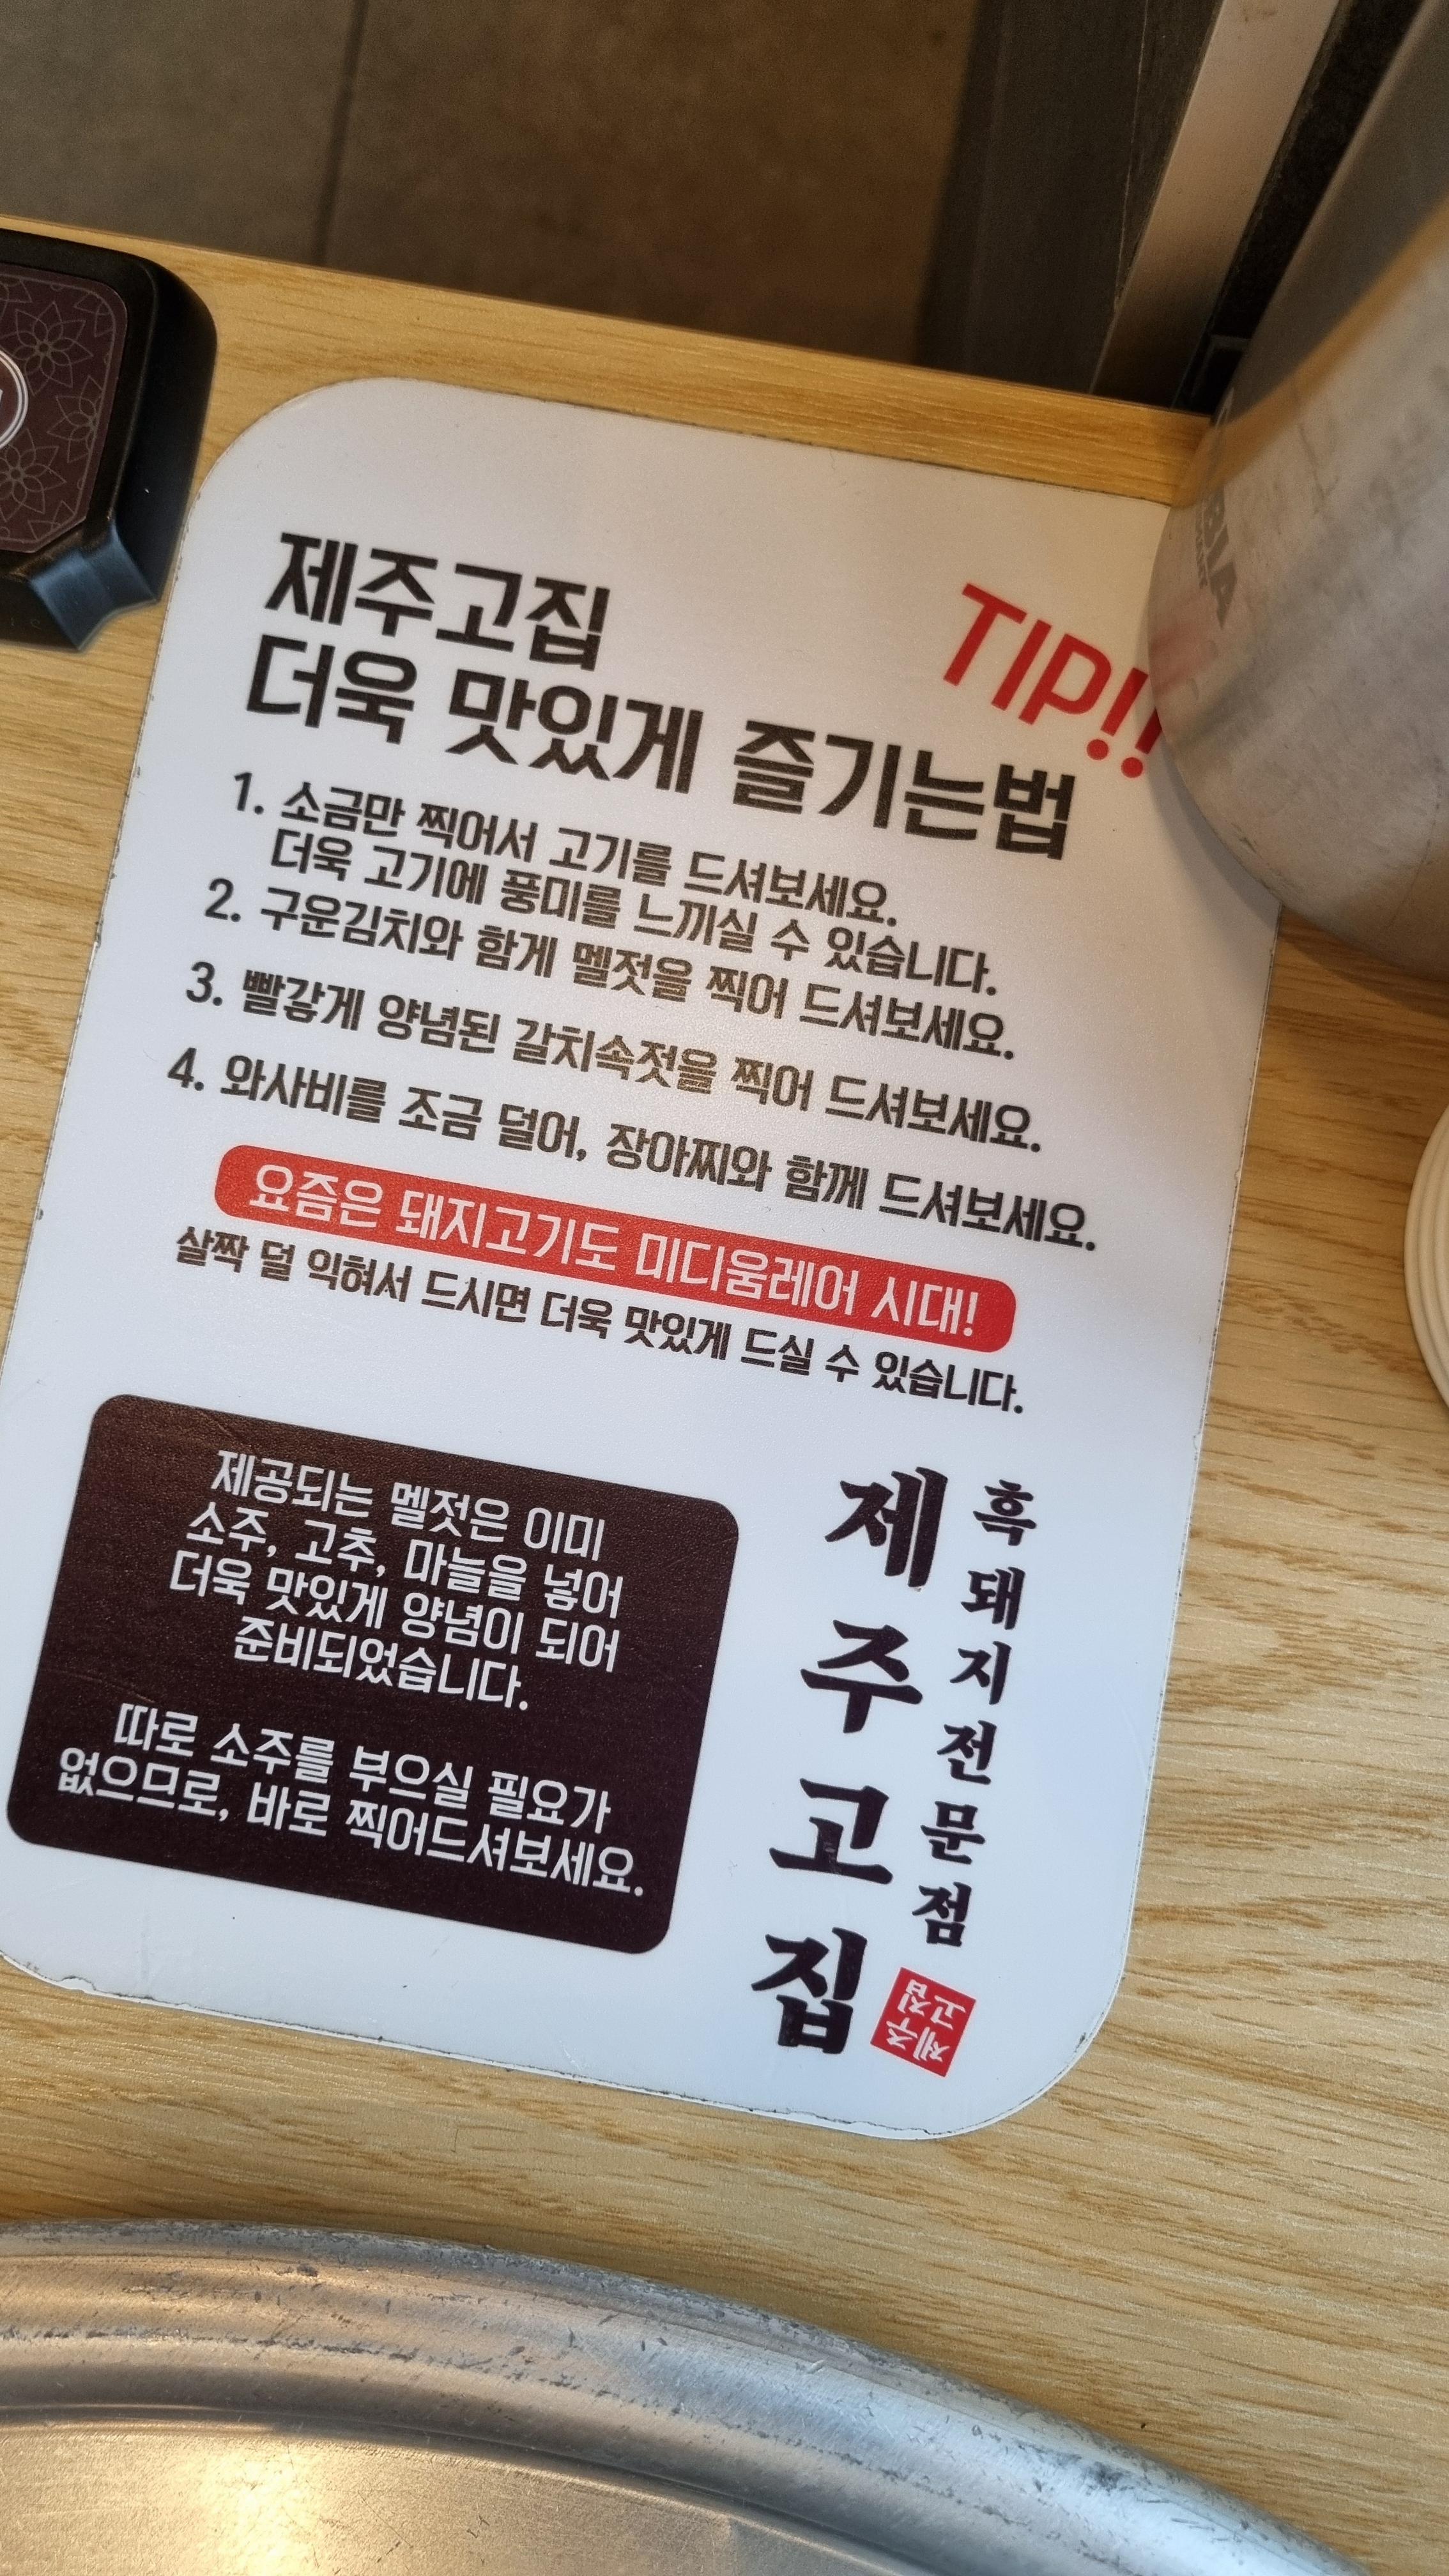 제주고집
더욱 맛있게 즐기는법
TIP!!
1. 소금만 찍어서 고기를 드셔보세요.
더욱 고기에 풍미를 느끼실 수 있습니다.
2. 구운김치와 함게 멜젓을 찍어 드셔보세요.
3. 빨갛게 양념된 갈치속젓을 찍어 드셔보세요.
4. 와사비를 조금 덜어, 장아찌와 함께 드셔보세요.
요즘은 돼지고기도 미디움레어 시대!
살짝 덜 익혀서 드시면 더욱 맛있게 드실 수 있습니다.
제공되는 멜젓은 이미
소주, 고추, 마늘을 넣어
더욱 맛있게 양념이 되어
준비되었습니다.
따로 소주를 부으실 필요가
없으므로, 바로 찍어드셔보세요.
흑돼지전문점
제주고집
제주고집